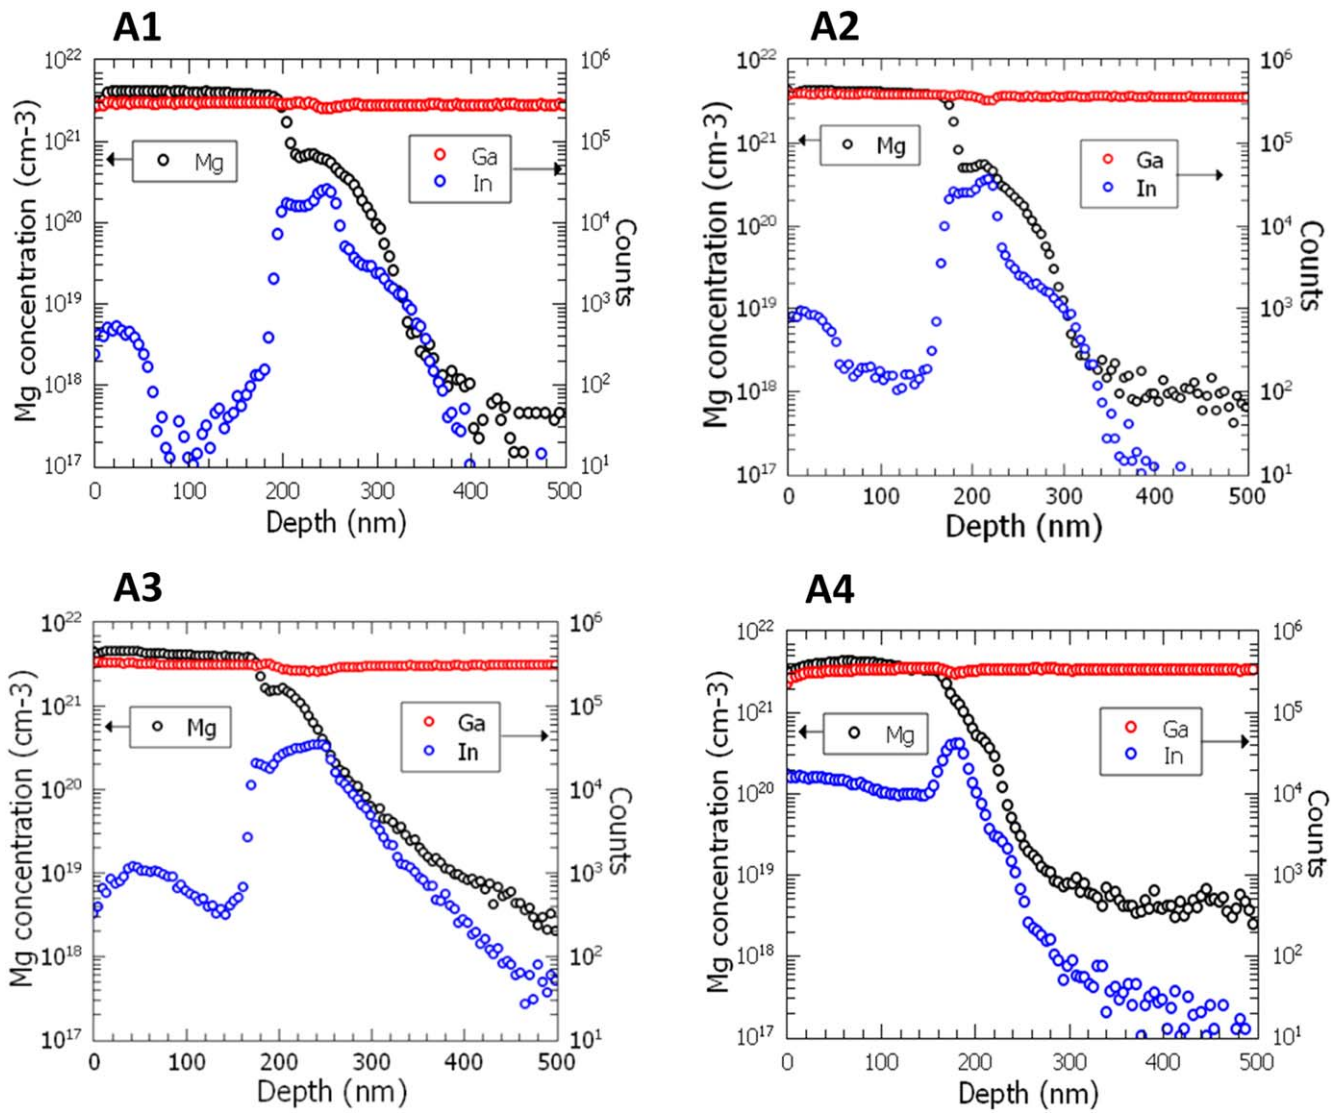 A1
10²² 10⁶
10²¹ 10⁵
10²⁰ 10⁴
10¹⁹ 10³
10¹⁸ 10²
10¹⁷ 10¹
Mg concentration (cm-3)
Mg
Ga
In
Counts
0 100 200 300 400 500
Depth (nm)
A2
10²² 10⁶
10²¹ 10⁵
10²⁰ 10⁴
10¹⁹ 10³
10¹⁸ 10²
10¹⁷ 10¹
Mg concentration (cm-3)
Mg
Ga
In
Counts
0 100 200 300 400 500
Depth (nm)
A3
10²² 10⁶
10²¹ 10⁵
10²⁰ 10⁴
10¹⁹ 10³
10¹⁸ 10²
10¹⁷ 10¹
Mg concentration (cm-3)
Mg
Ga
In
Counts
0 100 200 300 400 500
Depth (nm)
A4
10²² 10⁶
10²¹ 10⁵
10²⁰ 10⁴
10¹⁹ 10³
10¹⁸ 10²
10¹⁷ 10¹
Mg concentration (cm-3)
Mg
Ga
In
Counts
0 100 200 300 400 500
Depth (nm)